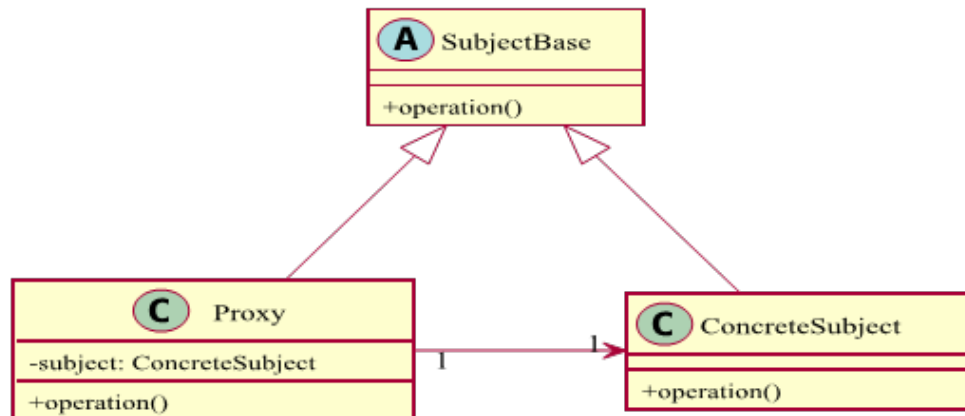 A SubjectBase
+operation()
C Proxy
-subject: ConcreteSubject
+operation()
1 1
C ConcreteSubject
+operation()